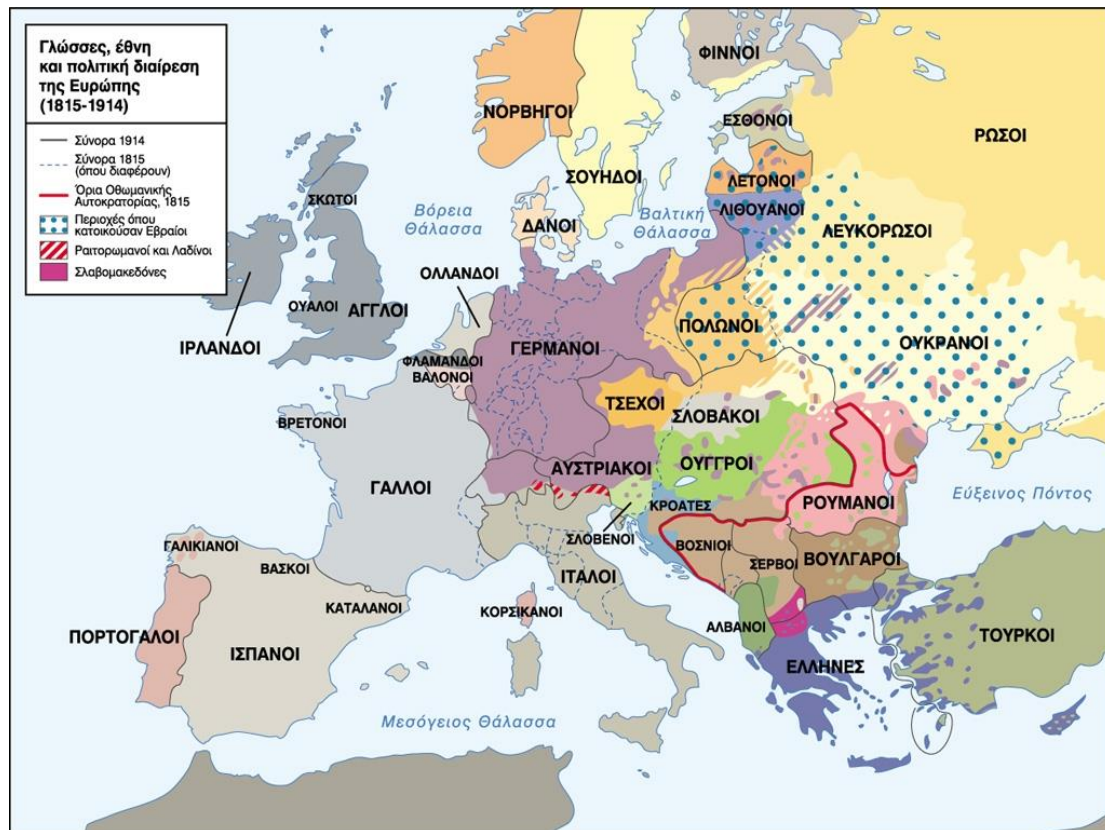 Γλώσσες, έθνη
και πολιτική διαίρεση
της Ευρώπης
(1815-1914)
Σύνορα 1914
Σύνορα 1815
(όπου διαφέρουν)
Όρια Οθωμανικής
Αυτοκρατορίας, 1815
Περιοχές όπου
κατοικούσαν Εβραίοι
Ραιτορωμανοί και Λαδίνοι
Σλαβομακεδόνες
ΦΙΝΝΟΙ
ΝΟΡΒΗΓΟΙ
ΕΣΘΟΝΟΙ
ΡΩΣΟΙ
ΣΟΥΗΔΟΙ
ΛΕΤΟΝΟΙ
ΣΚΩΤΟΙ
Βόρεια
Θάλασσα
ΔΑΝΟΙ
Βαλτική
Θάλασσα
ΛΙΘΟΥΑΝΟΙ
ΛΕΥΚΟΡΩΣΟΙ
ΟΛΛΑΝΔΟΙ
ΟΥΑΛΟΙ
ΑΓΓΛΟΙ
ΙΡΛΑΝΔΟΙ
ΠΟΛΩΝΟΙ
ΓΕΡΜΑΝΟΙ
ΟΥΚΡΑΝΟΙ
ΦΛΑΜΑΝΔΟΙ
ΒΑΛΟΝΟΙ
ΤΣΕΧΟΙ
ΣΛΟΒΑΚΟΙ
ΒΡΕΤΟΝΟΙ
ΑΥΣΤΡΙΑΚΟΙ
ΟΥΓΓΡΟΙ
ΓΑΛΛΟΙ
ΚΡΟΑΤΕΣ
ΡΟΥΜΑΝΟΙ
Εύξεινος Πόντος
ΣΛΟΒΕΝΟΙ
ΒΟΣΝΙΟΙ
ΓΑΛΙΚΙΑΝΟΙ
ΒΑΣΚΟΙ
ΙΤΑΛΟΙ
ΣΕΡΒΟΙ
ΒΟΥΛΓΑΡΟΙ
ΚΑΤΑΛΑΝΟΙ
ΚΟΡΣΙΚΑΝΟΙ
ΑΛΒΑΝΟΙ
ΠΟΡΤΟΓΑΛΟΙ
ΙΣΠΑΝΟΙ
ΤΟΥΡΚΟΙ
ΕΛΛΗΝΕΣ
Μεσόγειος Θάλασσα